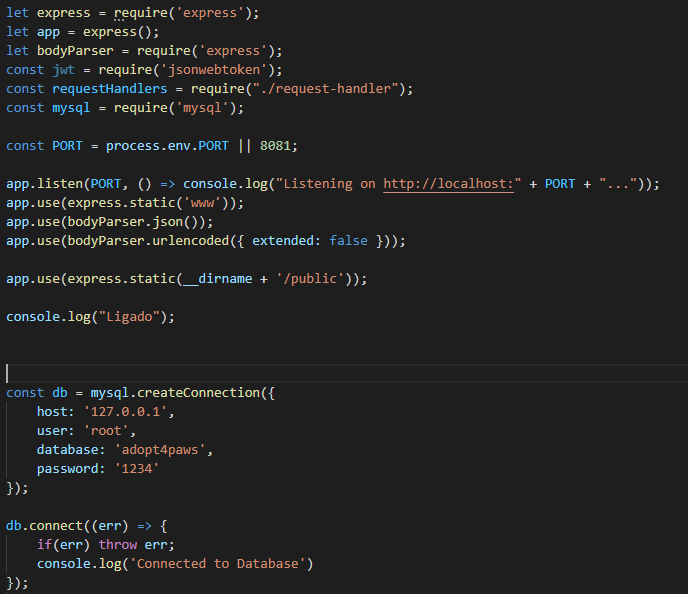 let express = require('express');
let app = express();
let bodyParser = require('express');
const jwt = require('jsonwebtoken');
const requestHandlers = require("./request-handler");
const mysql = require('mysql');
const PORT = process.env.PORT || 8081;
app.listen(PORT, () => console.log("Listening on http://localhost:" + PORT + "..."));
app.use(express.static('www'));
app.use(bodyParser.json());
app.use(bodyParser.urlencoded({ extended: false }));
app.use(express.static(__dirname + '/public'));
console.log("Ligado");
const db = mysql.createConnection({
    host: '127.0.0.1',
    user: 'root',
    database: 'adopt4paws',
    password: '1234'
});
db.connect((err) => {
    if(err) throw err;
    console.log('Connected to Database')
});